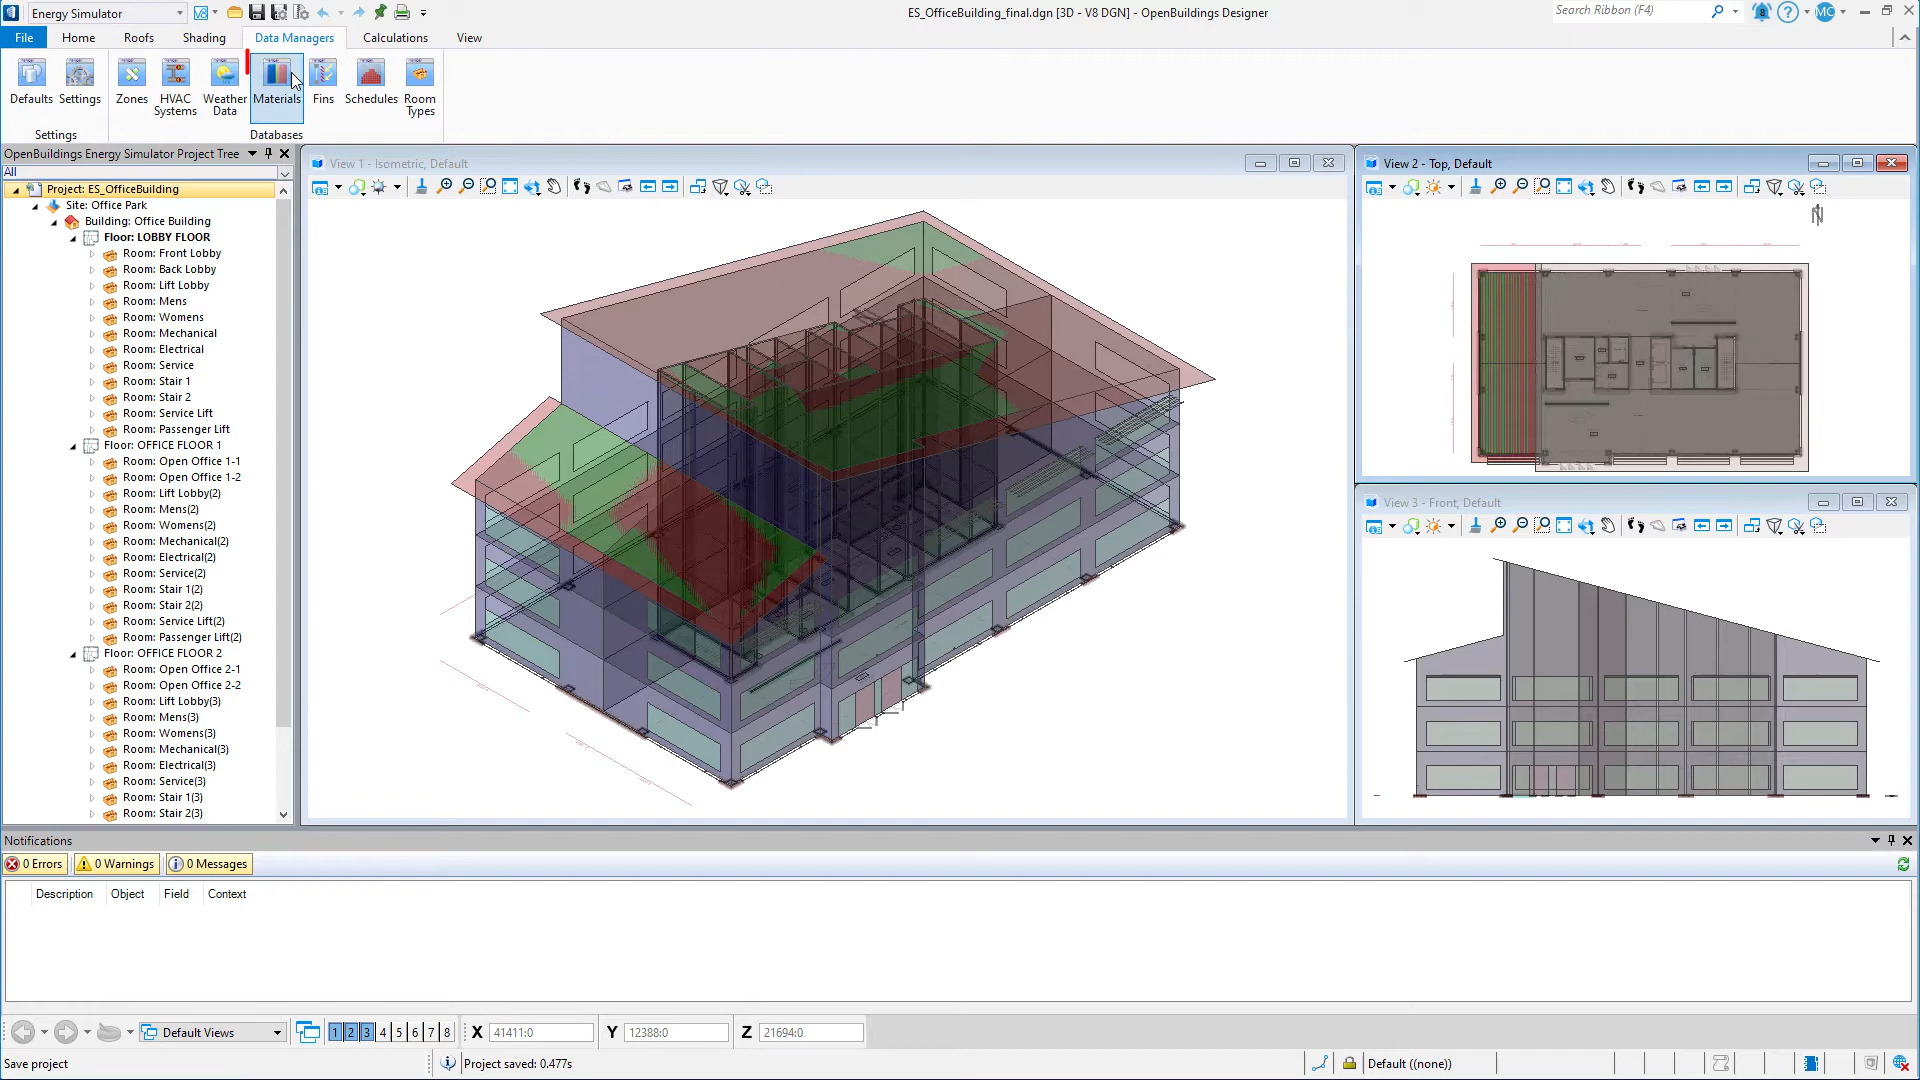 Energy Simulator
ES_OfficeBuilding_final.dgn [3D - V8 DGN] - OpenBuildings Designer
Search Ribbon (F4)
MC
File Home Roofs Shading Data Managers Calculations View
Defaults Settings Zones HVAC Systems Weather Data Materials Fins Schedules Room Types
Settings Databases
OpenBuildings Energy Simulator Project Tree
All
Project: ES_OfficeBuilding
Site: Office Park
Building: Office Building
Floor: LOBBY FLOOR
Room: Front Lobby
Room: Back Lobby
Room: Lift Lobby
Room: Mens
Room: Womens
Room: Mechanical
Room: Electrical
Room: Service
Room: Stair 1
Room: Stair 2
Room: Service Lift
Room: Passenger Lift
Floor: OFFICE FLOOR 1
Room: Open Office 1-1
Room: Open Office 1-2
Room: Lift Lobby(2)
Room: Mens(2)
Room: Womens(2)
Room: Mechanical(2)
Room: Electrical(2)
Room: Service(2)
Room: Stair 1(2)
Room: Stair 2(2)
Room: Service Lift(2)
Room: Passenger Lift(2)
Floor: OFFICE FLOOR 2
Room: Open Office 2-1
Room: Open Office 2-2
Room: Lift Lobby(3)
Room: Mens(3)
Room: Womens(3)
Room: Mechanical(3)
Room: Electrical(3)
Room: Service(3)
Room: Stair 1(3)
Room: Stair 2(3)
View 1 - Isometric, Default
View 2 - Top, Default
N
View 3 - Front, Default
Notifications
0 Errors 0 Warnings 0 Messages
Description Object Field Context
Default Views 1 2 3 4 5 6 7 8 X 41411:0 Y 12388:0 Z 21694:0
Save project Project saved: 0.477s Default ((none))